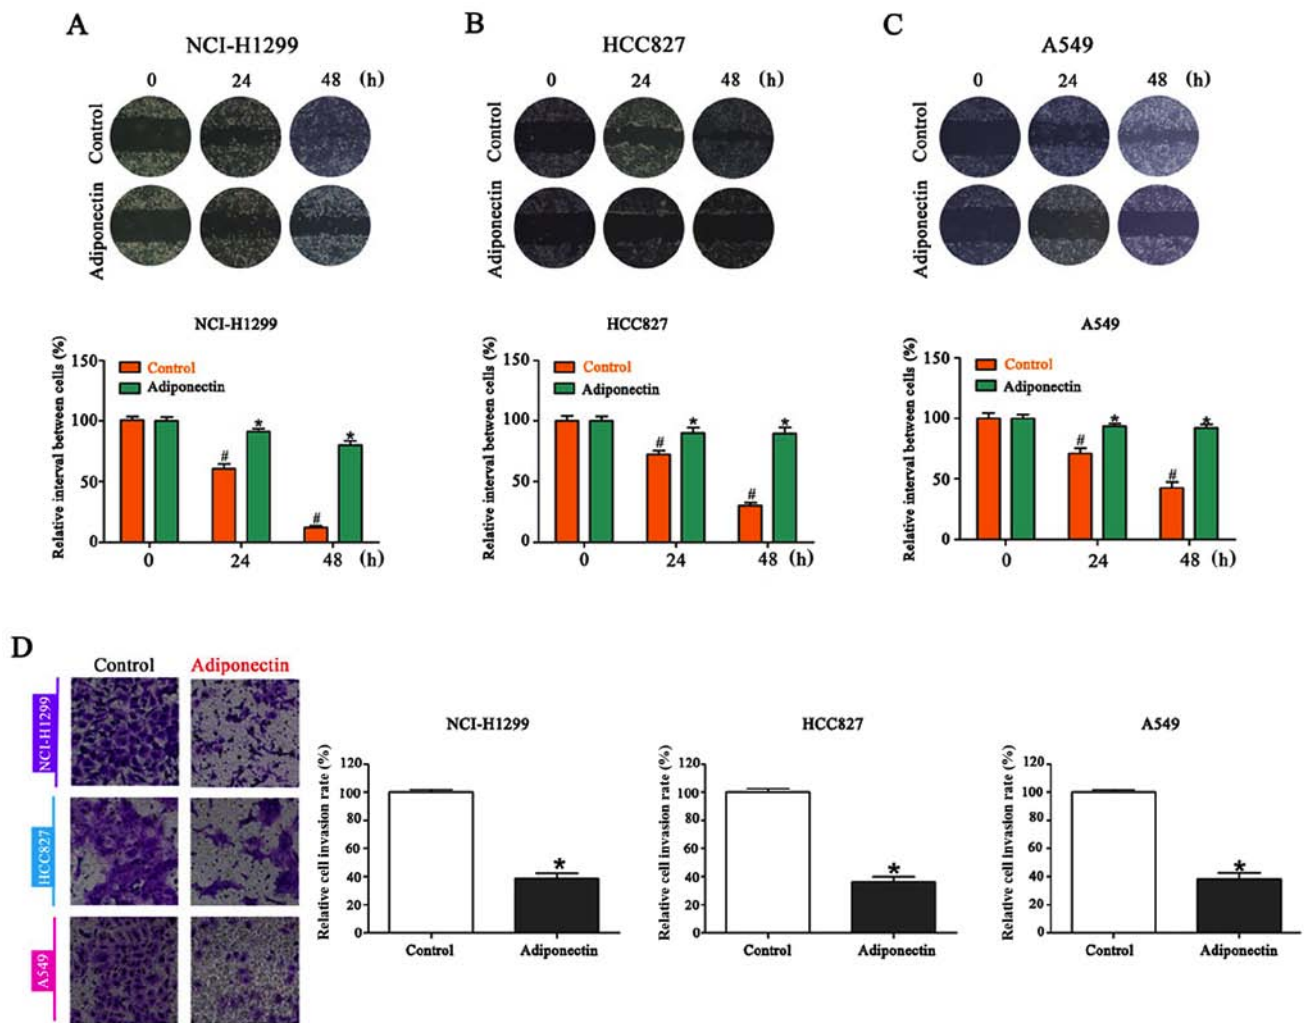 A
NCI-H1299
0 24 48 (h)
Control
Adiponectin
B
HCC827
0 24 48 (h)
Control
Adiponectin
C
A549
0 24 48 (h)
Control
Adiponectin
NCI-H1299
Relative interval between cells (%)
150
100
50
0
Control
Adiponectin
#
*
#
*
0 24 48 (h)
HCC827
Relative interval between cells (%)
150
100
50
0
Control
Adiponectin
#
*
#
*
0 24 48 (h)
A549
Relative interval between cells (%)
150
100
50
0
Control
Adiponectin
#
*
#
*
0 24 48 (h)
D
Control Adiponectin
NCI-H1299
HCC827
A549
NCI-H1299
Relative cell invasion rate (%)
120
100
80
60
40
20
0
*
Control Adiponectin
HCC827
Relative cell invasion rate (%)
120
100
80
60
40
20
0
*
Control Adiponectin
A549
Relative cell invasion rate (%)
120
100
80
60
40
20
0
*
Control Adiponectin